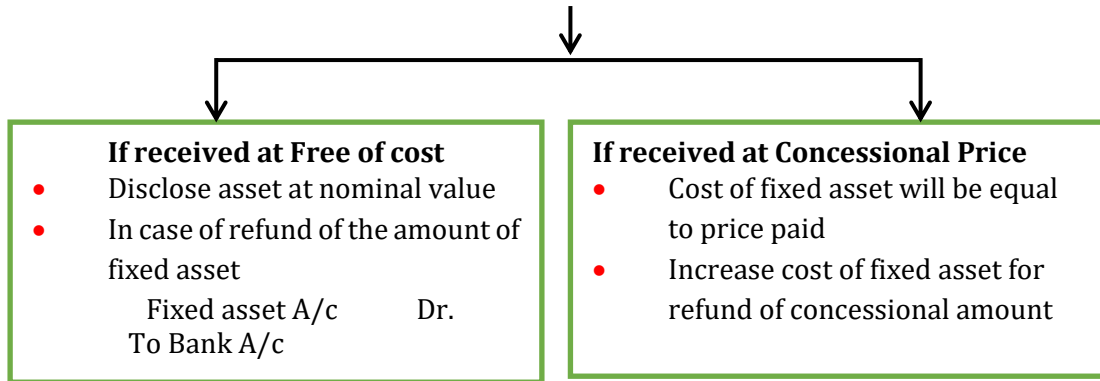 If received at Free of cost
• Disclose asset at nominal value
• In case of refund of the amount of
fixed asset
Fixed asset A/c Dr.
To Bank A/c
If received at Concessional Price
• Cost of fixed asset will be equal
to price paid
• Increase cost of fixed asset for
refund of concessional amount